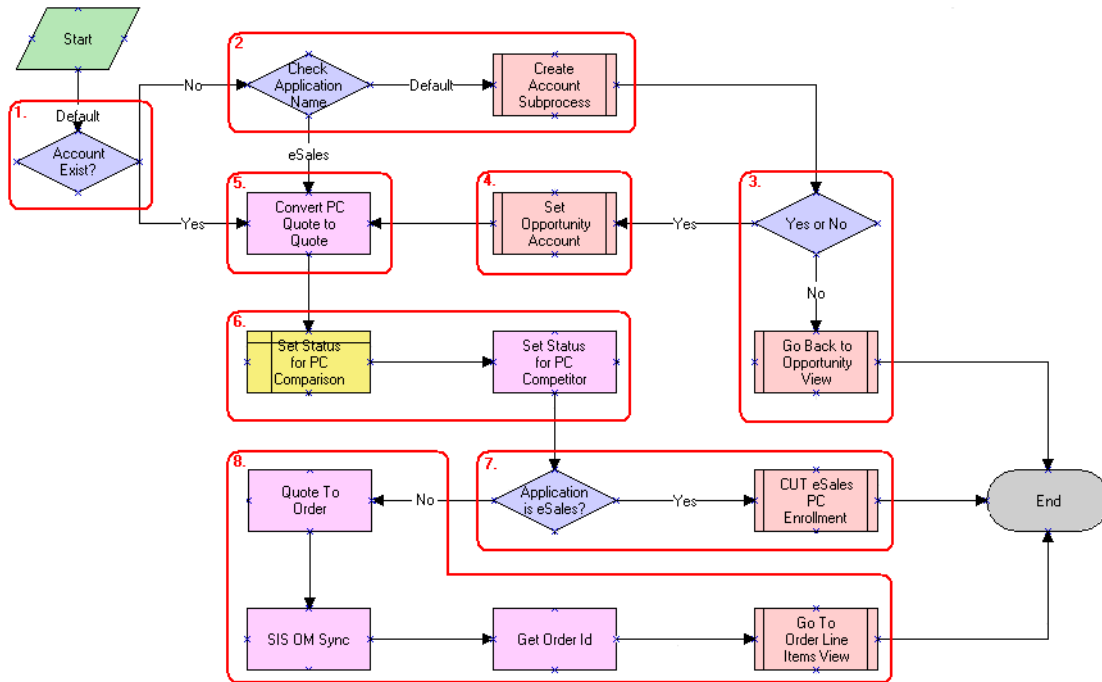 Start
2
Check
Application
Name
No
Default
Create
Account
Subprocess
1.
Default
Account
Exist?
eSales
5.
Convert PC
Quote to
Quote
Yes
4.
Set
Opportunity
Account
Yes
3.
Yes or No
No
6.
Set Status
for PC
Comparison
Set Status
for PC
Competitor
Go Back to
Opportunity
View
8.
Quote To
Order
No
7.
Application
is eSales?
Yes
CUT eSales
PC
Enrollment
End
SIS OM Sync
Get Order Id
Go To
Order Line
Items View